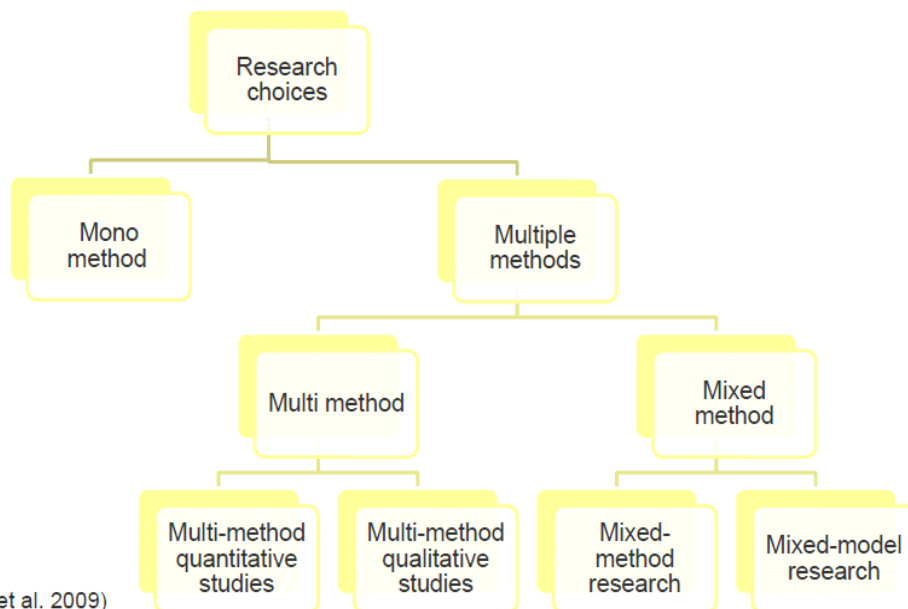 Research
choices
Mono
method
Multiple
methods
Multi method
Mixed
method
Multi-method
quantitative
studies
Multi-method
qualitative
studies
Mixed-
method
research
Mixed-model
research
et al. 2009)